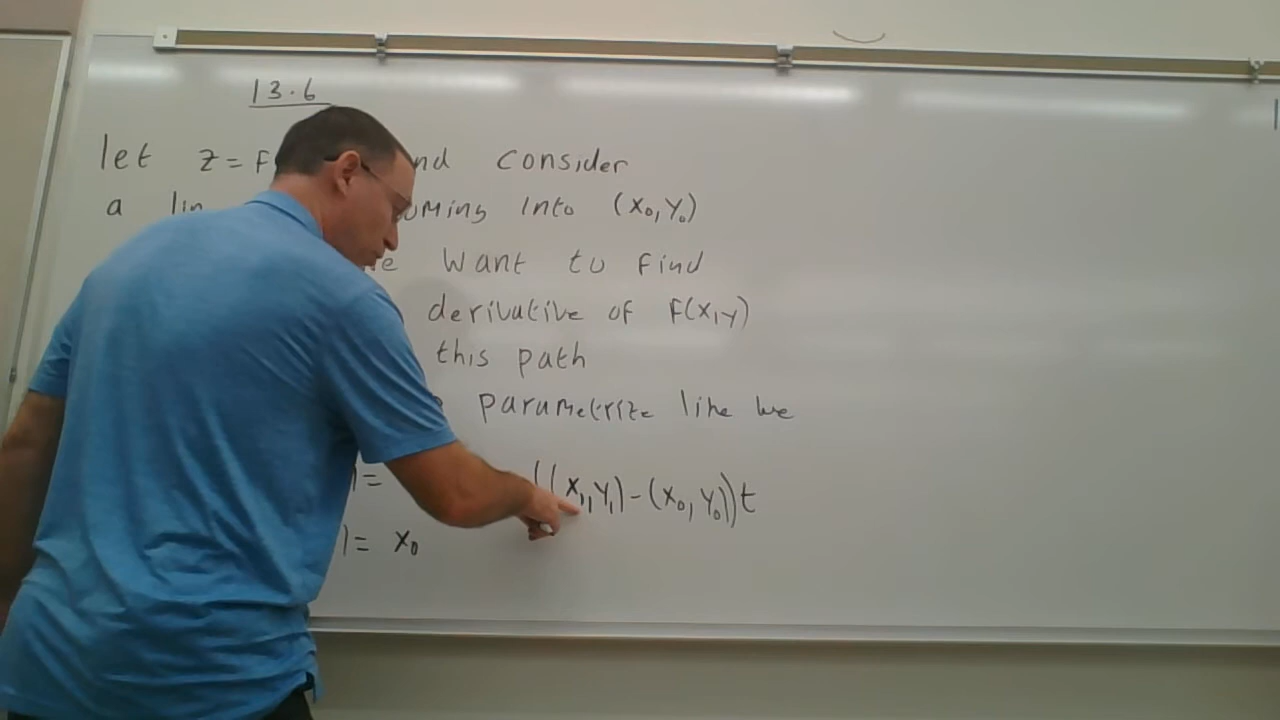 13.6
let z=f nd consider
a lin oming into (x₀,y₀)
e want to find
derivative of f(x,y)
this path
parametrize line we
)= ((x₁,y₁)-(x₀,y₀))t
)= x₀